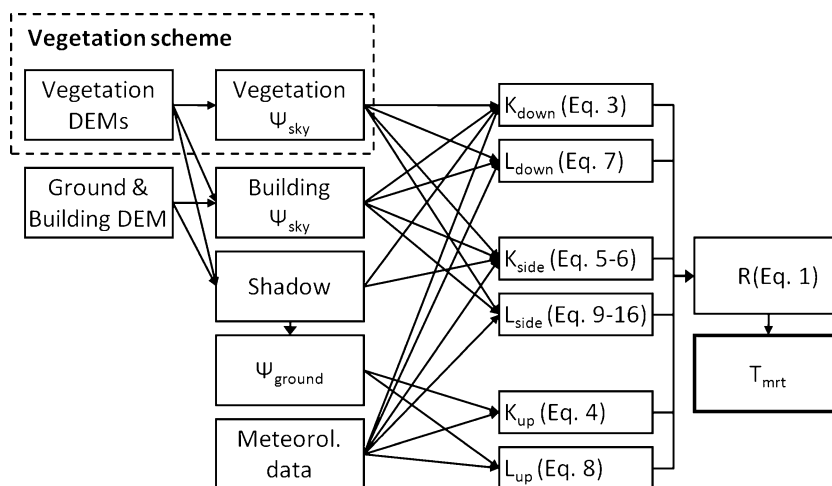 Vegetation scheme
Vegetation
DEMs
Vegetation
Ψsky
Ground &
Building DEM
Building
Ψsky
Shadow
Ψground
Meteorol.
data
Kdown (Eq. 3)
Ldown (Eq. 7)
Kside (Eq. 5-6)
Lside (Eq. 9-16)
Kup (Eq. 4)
Lup (Eq. 8)
R(Eq. 1)
Tmrt